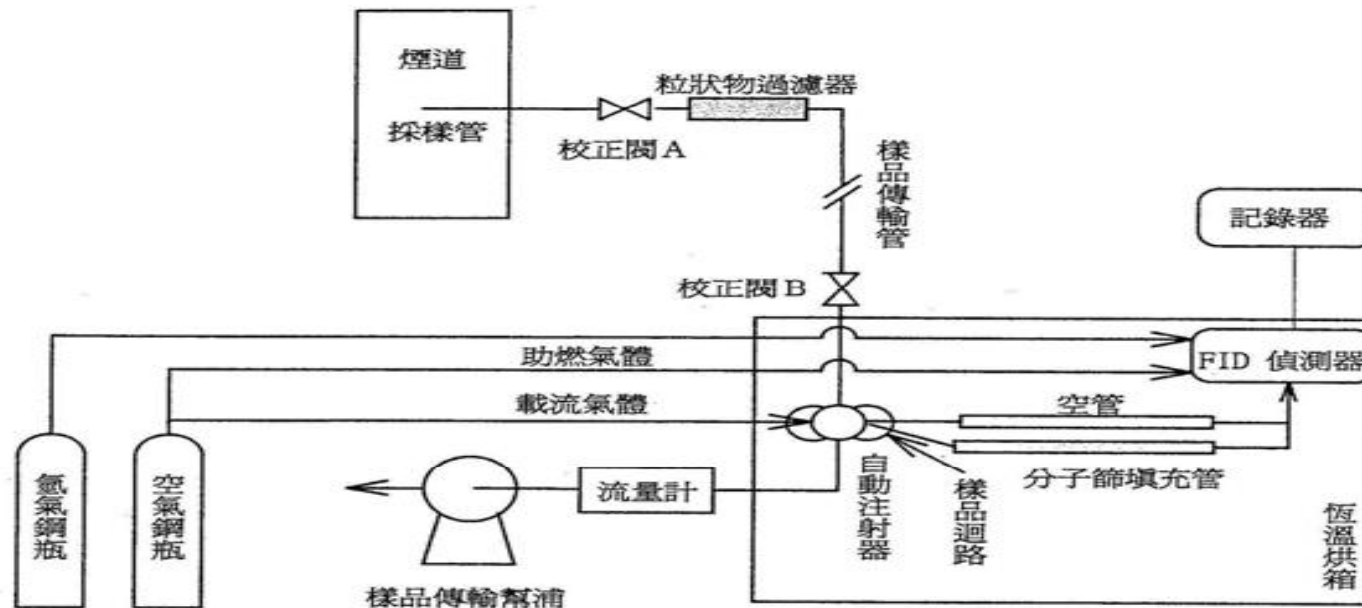 煙道
採樣管
校正閥A
粒狀物過濾器
樣品傳輸管
校正閥B
記錄器
FID 偵測器
助燃氣體
載流氣體
空管
分子篩填充管
自動注射器
樣品迴路
恆溫烘箱
流量計
樣品傳輸幫浦
氫氣鋼瓶
空氣鋼瓶